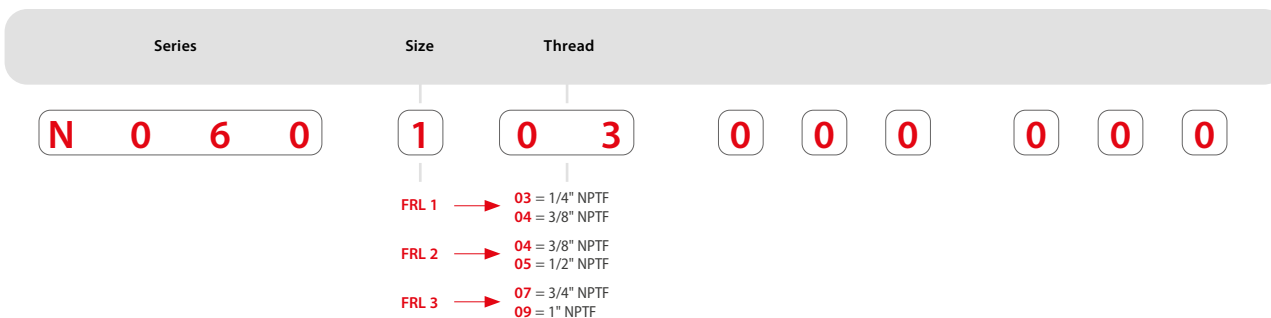 Series Size Thread
N 0 6 0 1 0 3 0 0 0 0 0 0
FRL 1 03 = 1/4" NPTF
04 = 3/8" NPTF
FRL 2 04 = 3/8" NPTF
05 = 1/2" NPTF
FRL 3 07 = 3/4" NPTF
09 = 1" NPTF